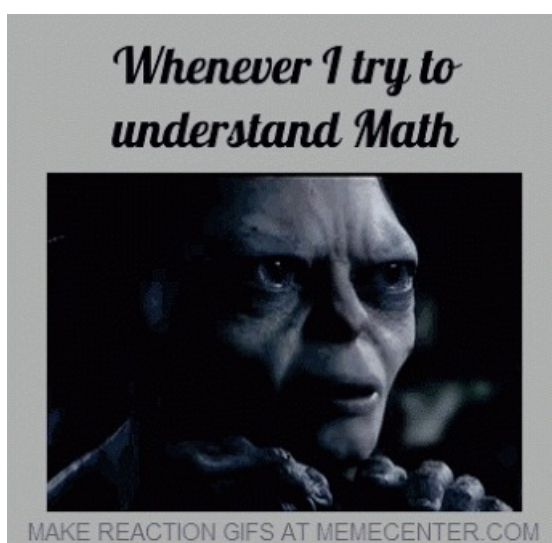 Whenever I try to
understand Math
MAKE REACTION GIFS AT MEMECENTER.COM